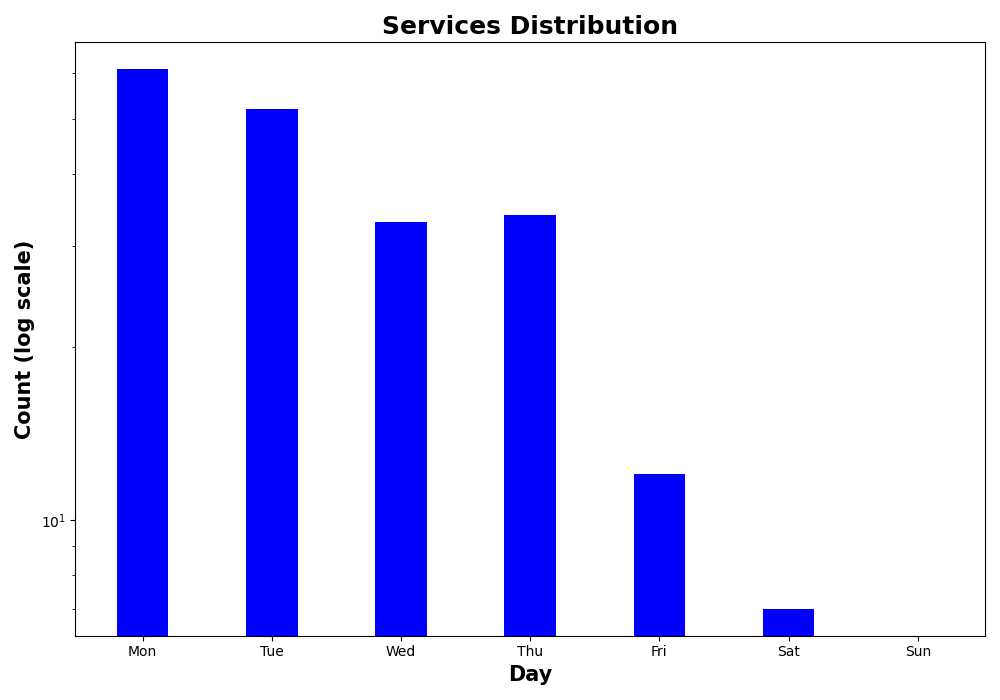 Services Distribution
Count (log scale)
10¹
Mon Tue Wed Thu Fri Sat Sun
Day